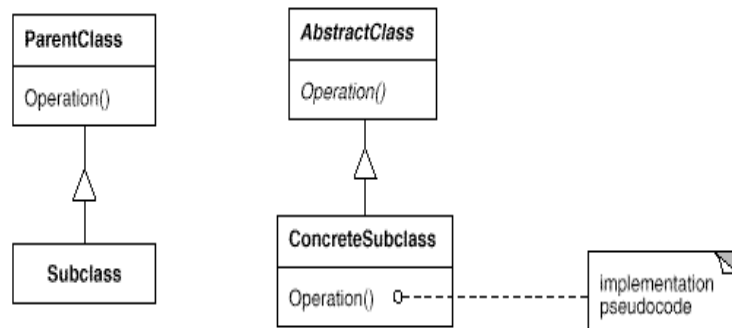 ParentClass
Operation()
Subclass
AbstractClass
Operation()
ConcreteSubclass
Operation()
implementation
pseudocode